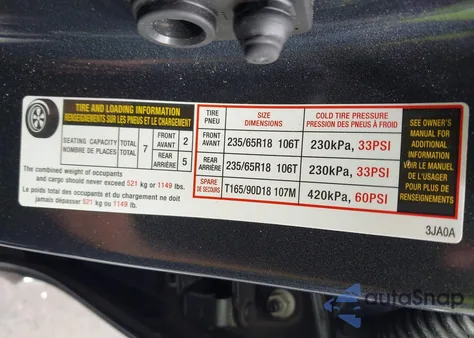 TIRE AND LOADING INFORMATION
RENSEIGNEMENTS SUR LES PNEUS ET LE CHARGEMENT
SEATING CAPACITY TOTAL
NOMBRE DE PLACES TOTAL
7
FRONT
AVANT
2
REAR
ARRIÈRE
5
The combined weight of occupants
and cargo should never exceed 521 kg or 1149 lbs.
Le poids total des occupants et du chargement ne doit
jamais dépasser 521 kg ou 1149 lbs.
TIRE
PNEU
SIZE
DIMENSIONS
COLD TIRE PRESSURE
PRESSION DES PNEUS À FROID
FRONT
AVANT
235/65R18 106T
230kPa, 33PSI
REAR
ARRIÈRE
235/65R18 106T
230kPa, 33PSI
SPARE
DE SECOURS
T165/90D18 107M
420kPa, 60PSI
SEE OWNER'S
MANUAL FOR
ADDITIONAL
INFORMATION
VOIR LE MANUEL
DE L'USAGER
POUR PLUS DE
RENSEIGNEMENTS
3JA0A
autoSnap